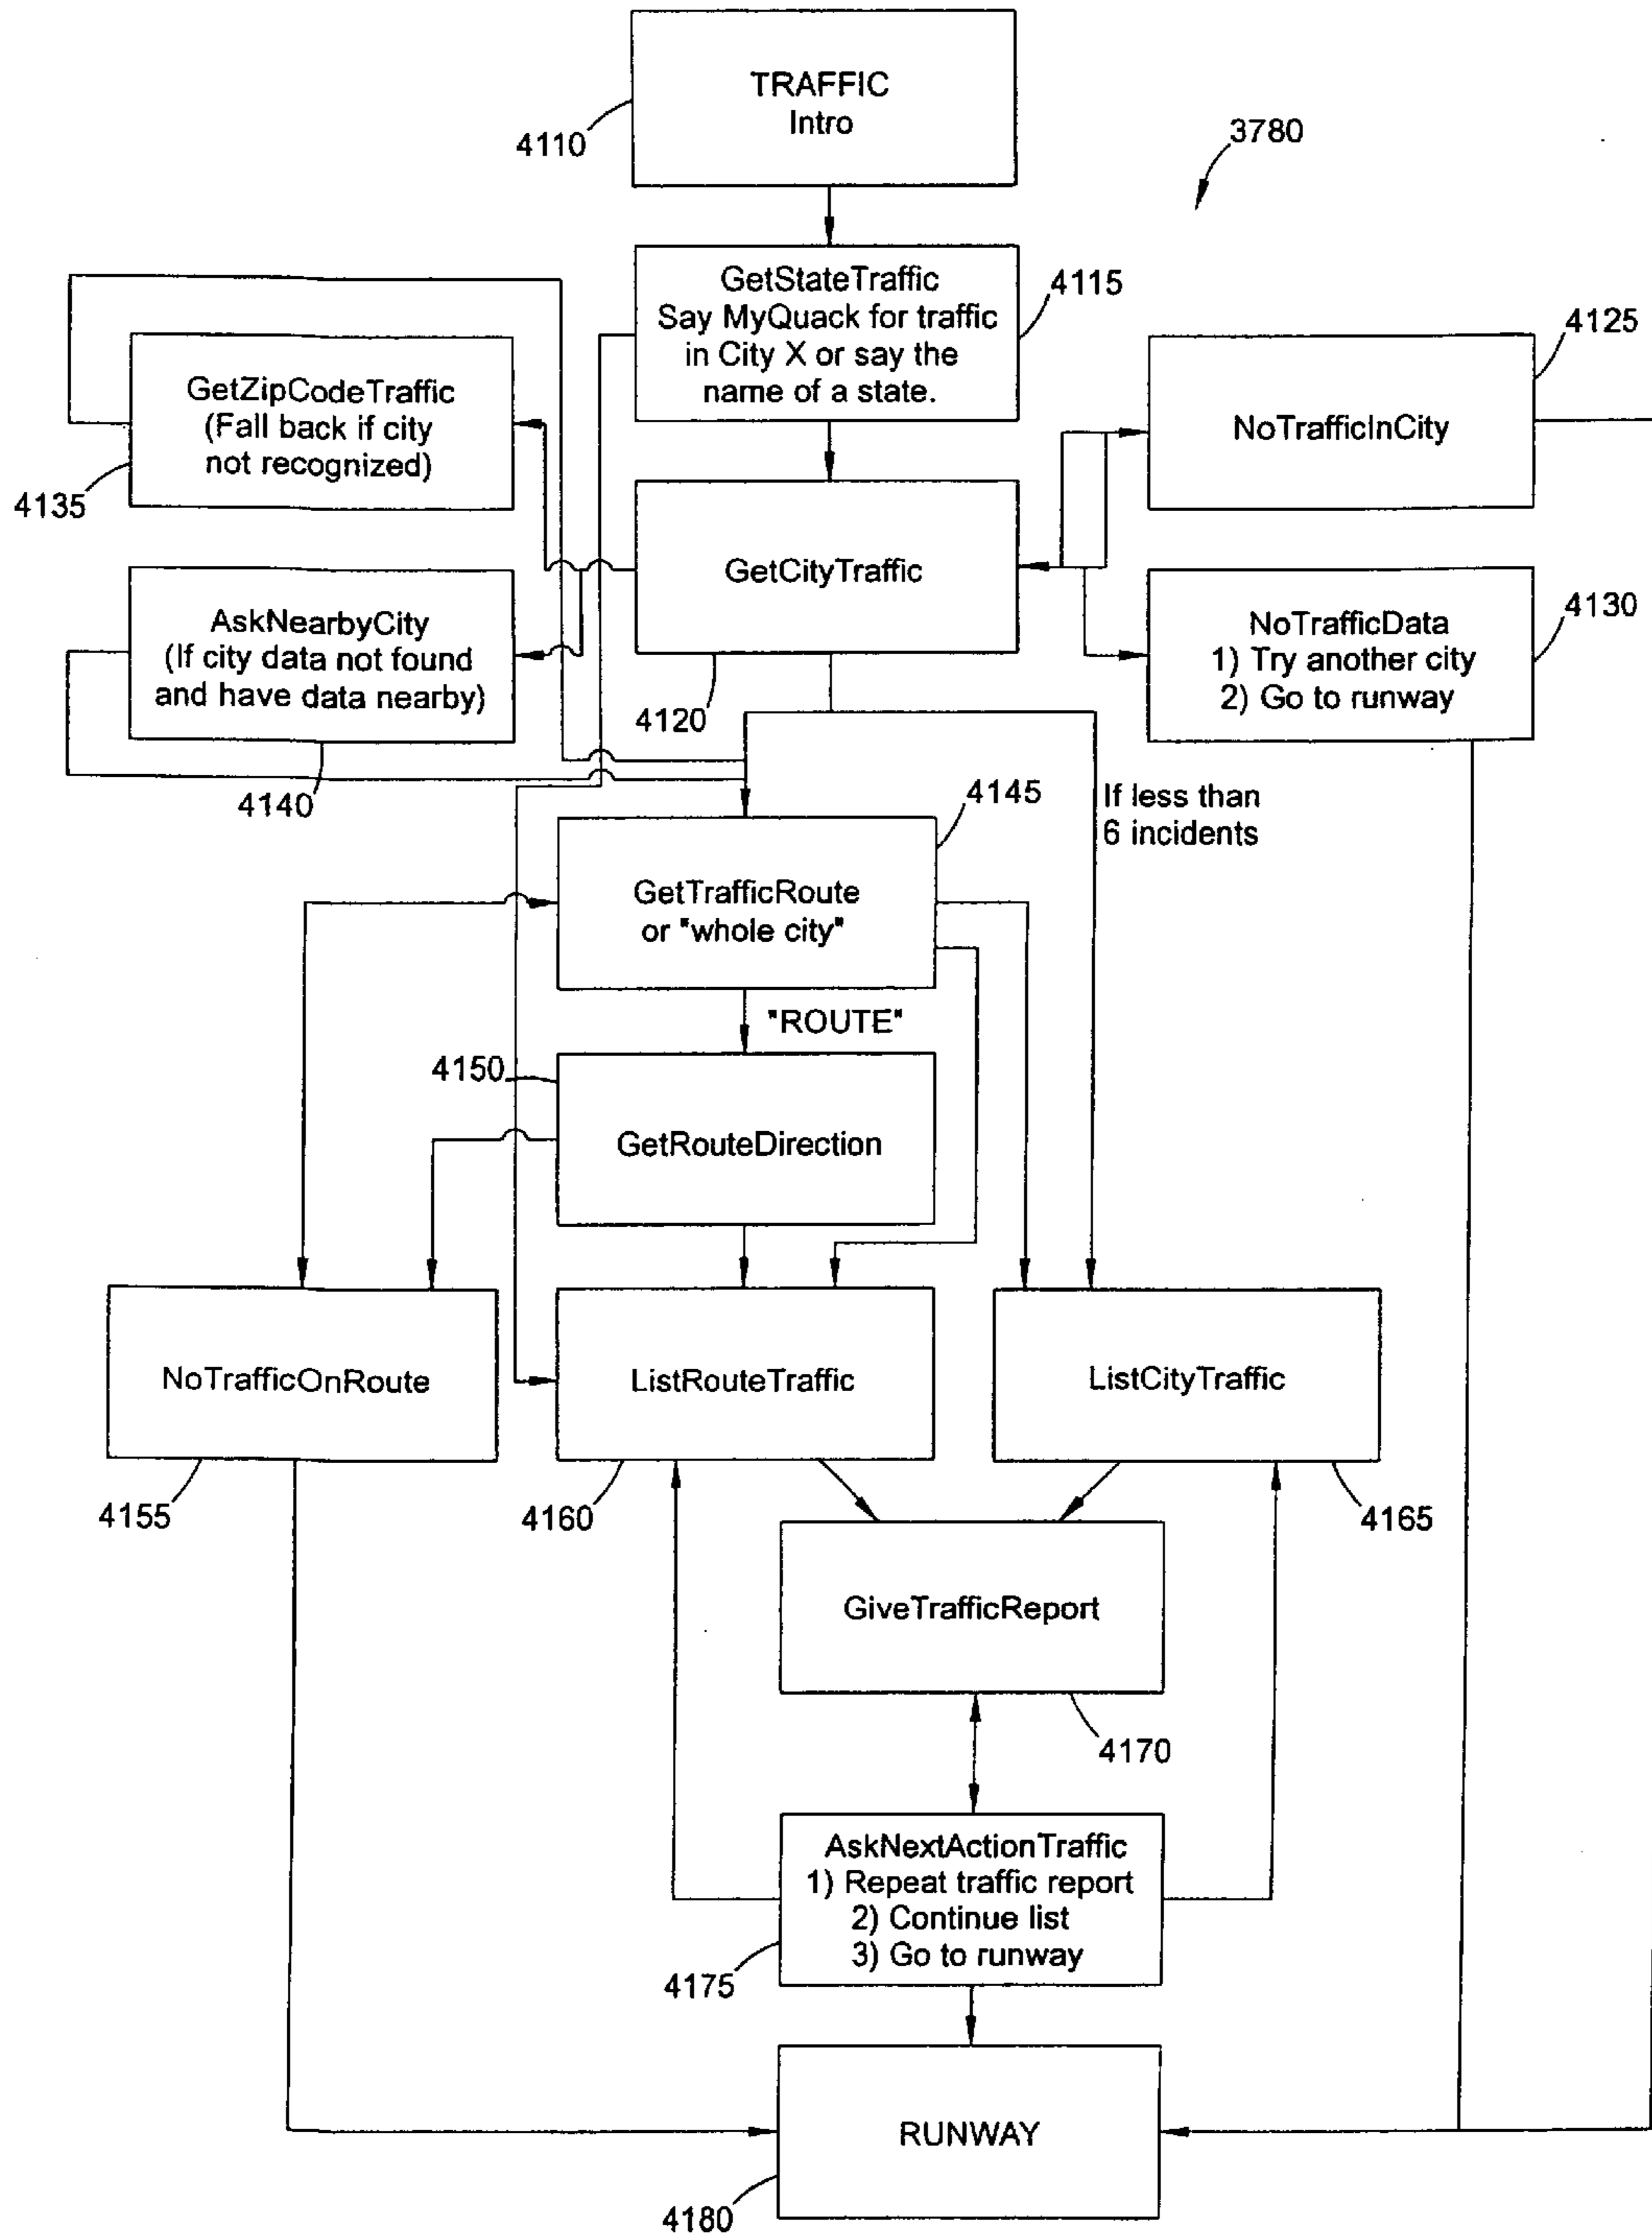 TRAFFIC
Intro
4110
3780
GetStateTraffic
Say MyQuack for traffic
in City X or say the
name of a state.
4115
4125
GetZipCodeTraffic
(Fall back if city
not recognized)
4135
NoTrafficInCity
GetCityTraffic
4120
AskNearbyCity
(If city data not found
and have data nearby)
4140
NoTrafficData
1) Try another city
2) Go to runway
4130
If less than
6 incidents
4145
GetTrafficRoute
or "whole city"
"ROUTE"
4150
GetRouteDirection
NoTrafficOnRoute
4155
ListRouteTraffic
4160
ListCityTraffic
4165
GiveTrafficReport
4170
AskNextActionTraffic
1) Repeat traffic report
2) Continue list
3) Go to runway
4175
RUNWAY
4180